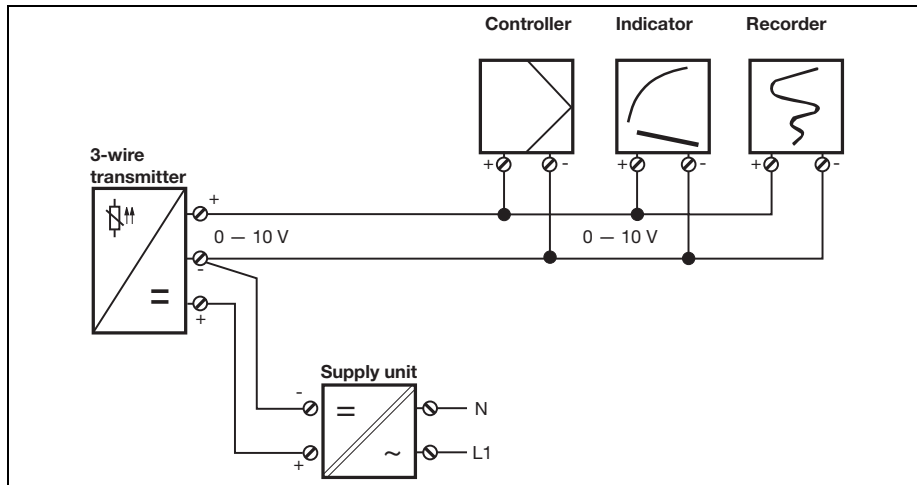 Controller Indicator Recorder
+ - + - + -
3-wire
transmitter
+
0 — 10 V 0 — 10 V
-
+
Supply unit
-
N
+
L1